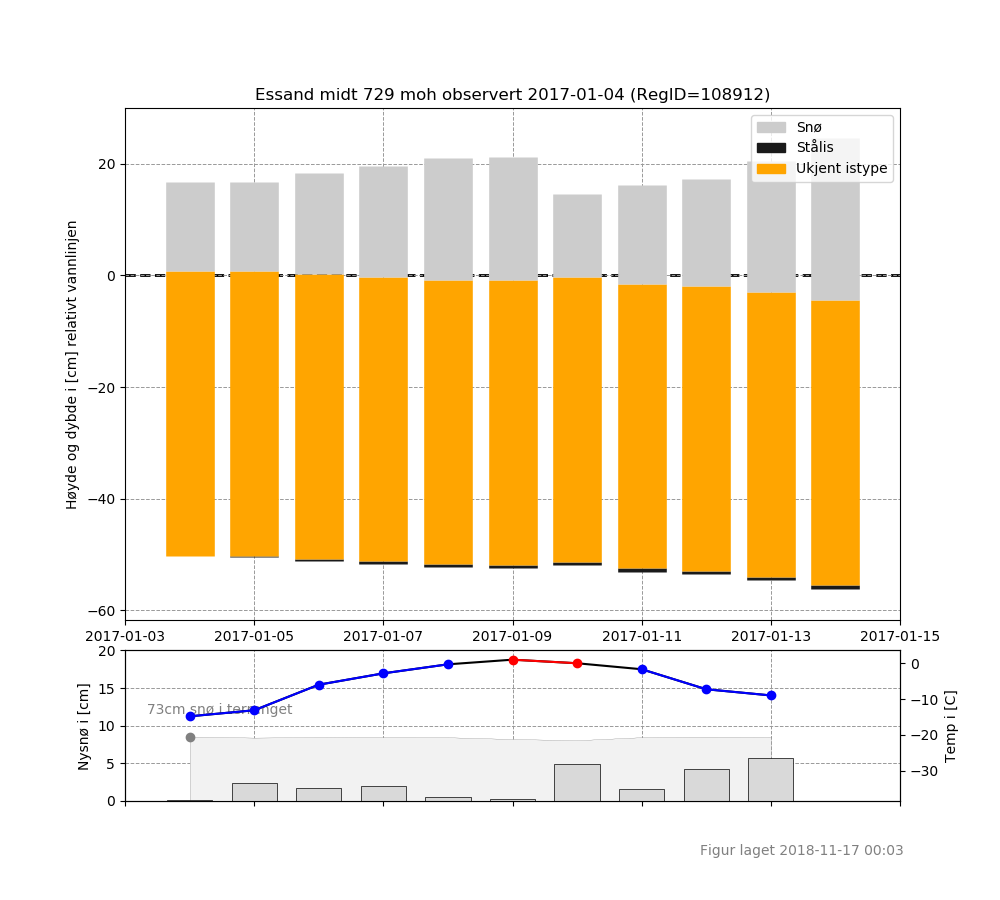 Essand midt 729 moh observert 2017-01-04 (RegID=108912)
Snø
Stålis
Ukjent istype
Høyde og dybde i [cm] relativt vannlinjen
20
0
−20
−40
−60
2017-01-03 2017-01-05 2017-01-07 2017-01-09 2017-01-11 2017-01-13 2017-01-15
Nysnø i [cm]
20
15
10
5
0
73cm snø i terrenget
0
−10
−20
−30
Temp i [C]
Figur laget 2018-11-17 00:03